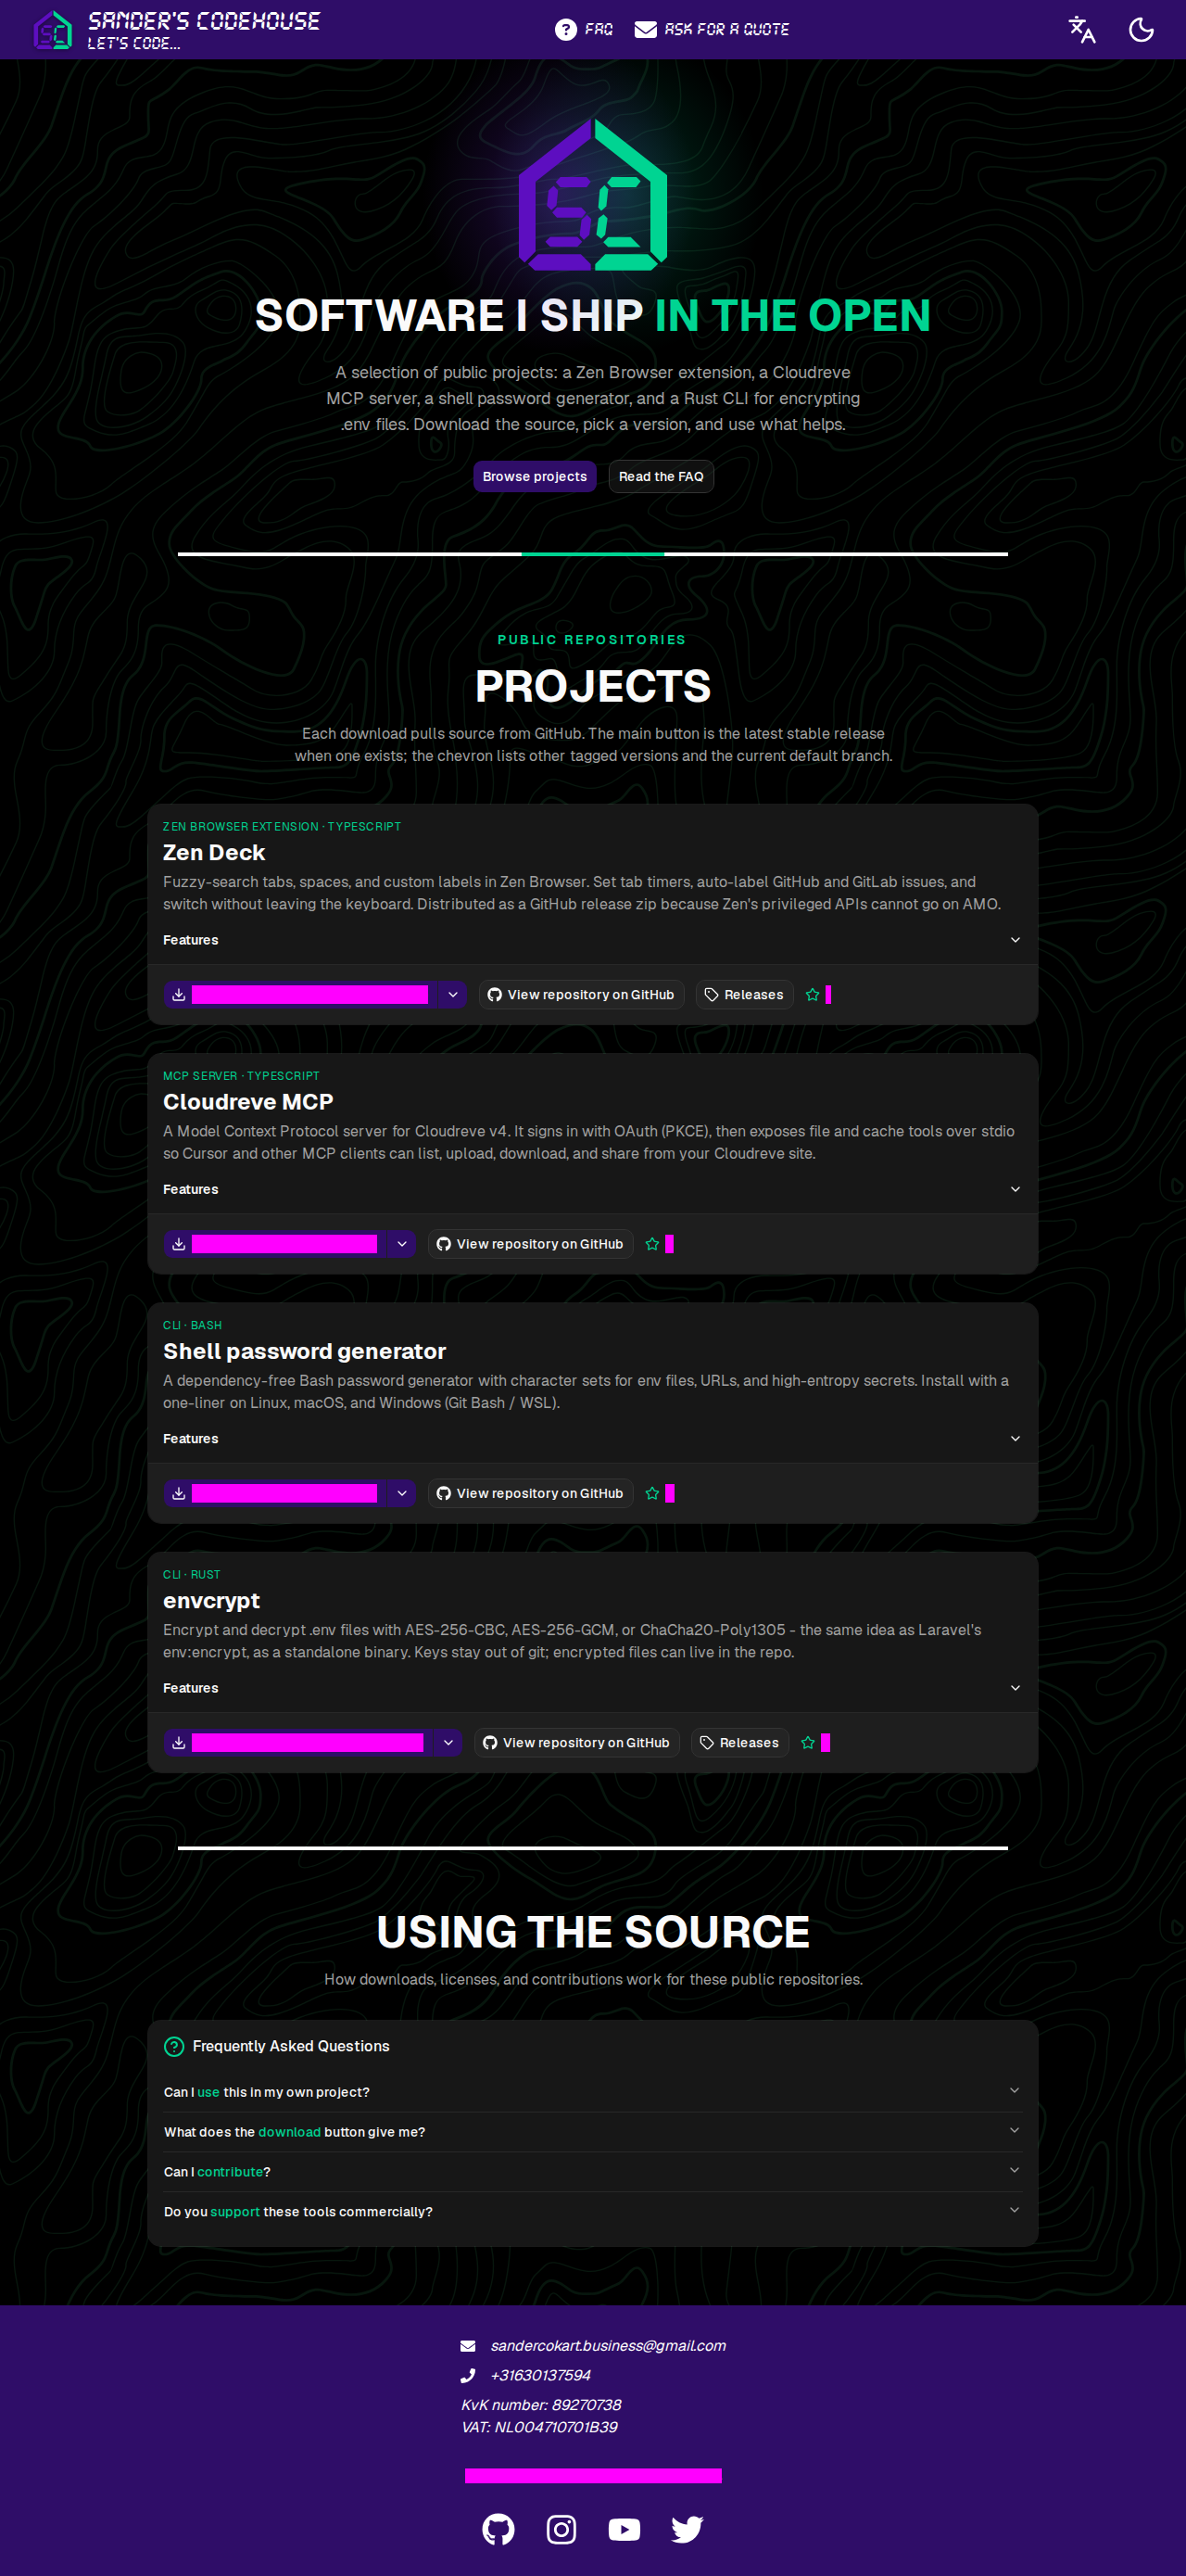 SANDER'S CODEHOUSE
LET'S CODE...
FAQ
ASK FOR A QUOTE
SC
SOFTWARE I SHIP IN THE OPEN
A selection of public projects: a Zen Browser extension, a Cloudreve
MCP server, a shell password generator, and a Rust CLI for encrypting
.env files. Download the source, pick a version, and use what helps.
Browse projects
Read the FAQ
PUBLIC REPOSITORIES
PROJECTS
Each download pulls source from GitHub. The main button is the latest stable release
when one exists; the chevron lists other tagged versions and the current default branch.
ZEN BROWSER EXTENSION · TYPESCRIPT
Zen Deck
Fuzzy-search tabs, spaces, and custom labels in Zen Browser. Set tab timers, auto-label GitHub and GitLab issues, and
switch without leaving the keyboard. Distributed as a GitHub release zip because Zen's privileged APIs cannot go on AMO.
Features
View repository on GitHub
Releases
MCP SERVER · TYPESCRIPT
Cloudreve MCP
A Model Context Protocol server for Cloudreve v4. It signs in with OAuth (PKCE), then exposes file and cache tools over stdio
so Cursor and other MCP clients can list, upload, download, and share from your Cloudreve site.
Features
View repository on GitHub
CLI · BASH
Shell password generator
A dependency-free Bash password generator with character sets for env files, URLs, and high-entropy secrets. Install with a
one-liner on Linux, macOS, and Windows (Git Bash / WSL).
Features
View repository on GitHub
CLI · RUST
envcrypt
Encrypt and decrypt .env files with AES-256-CBC, AES-256-GCM, or ChaCha20-Poly1305 - the same idea as Laravel's
env:encrypt, as a standalone binary. Keys stay out of git; encrypted files can live in the repo.
Features
View repository on GitHub
Releases
USING THE SOURCE
How downloads, licenses, and contributions work for these public repositories.
Frequently Asked Questions
Can I use this in my own project?
What does the download button give me?
Can I contribute?
Do you support these tools commercially?
sandercokart.business@gmail.com
+31630137594
KvK number: 89270738
VAT: NL004710701B39